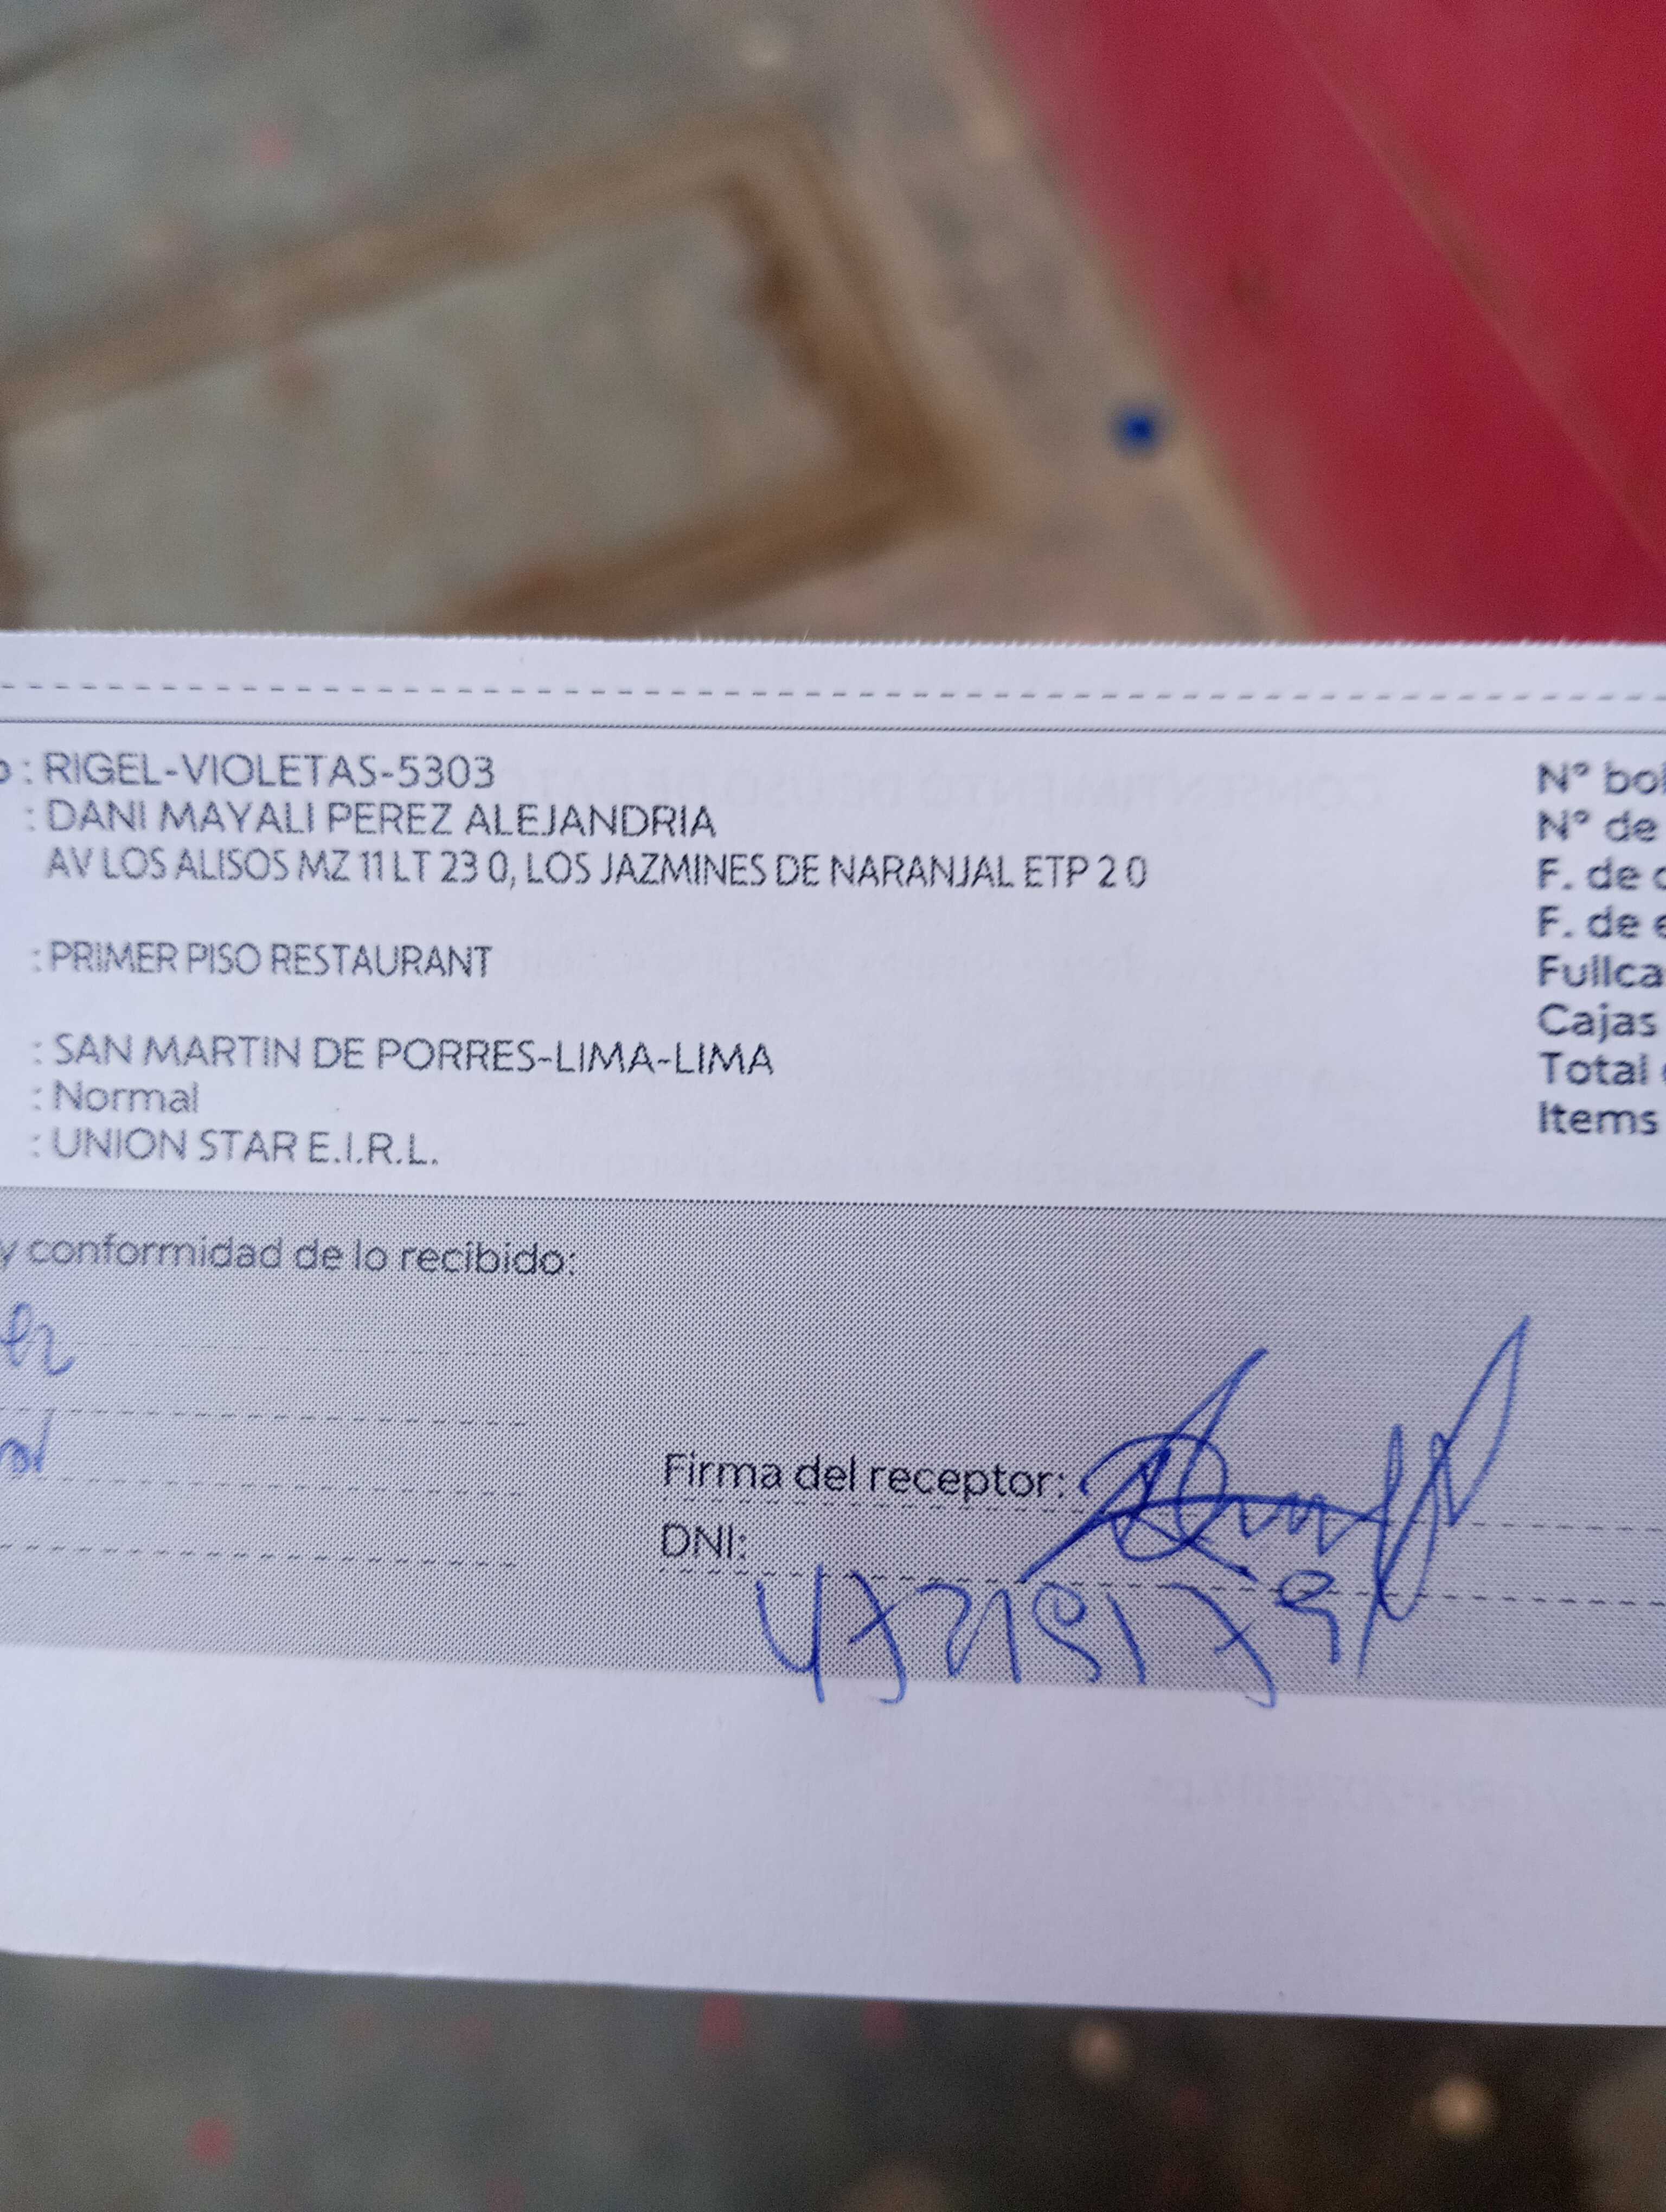 : RIGEL-VIOLETAS-5303
: DANI MAYALI PEREZ ALEJANDRIA
AV LOS ALISOS MZ 11 LT 23 0, LOS JAZMINES DE NARANJAL ETP 2 0
: PRIMER PISO RESTAURANT
: SAN MARTIN DE PORRES-LIMA-LIMA
: Normal
: UNION STAR E.I.R.L.
N° bol
N° de
F. de
F. de e
Fullca
Cajas
Total
Items
y conformidad de lo recibido:
ez
Firma del receptor:
DNI: